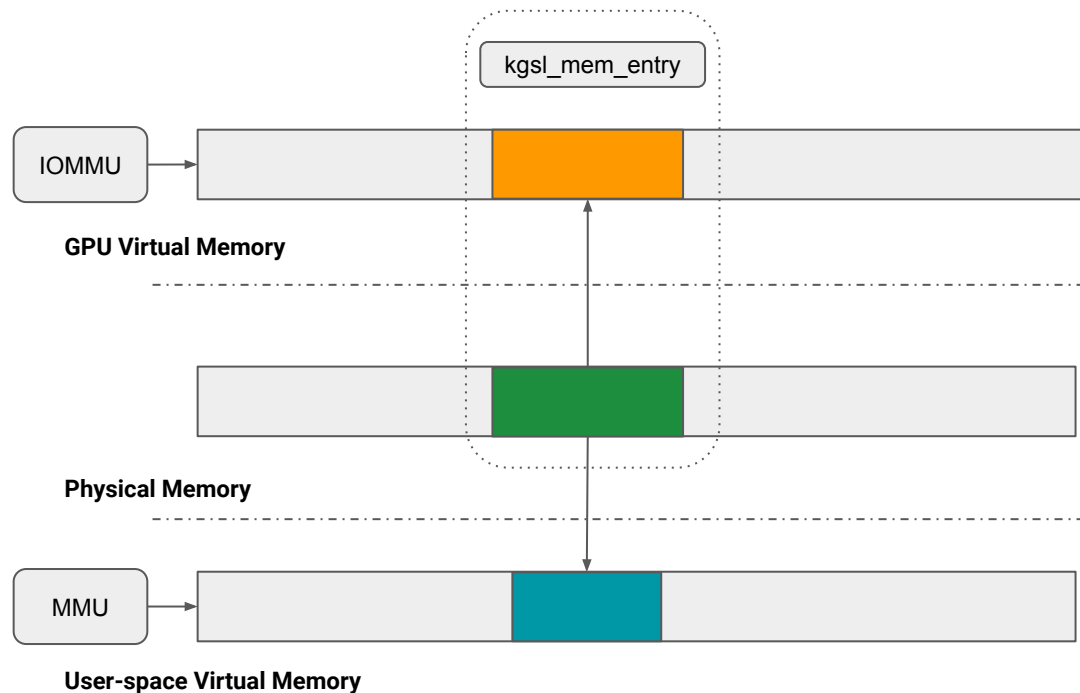 kgsl_mem_entry
IOMMU
GPU Virtual Memory
Physical Memory
MMU
User-space Virtual Memory